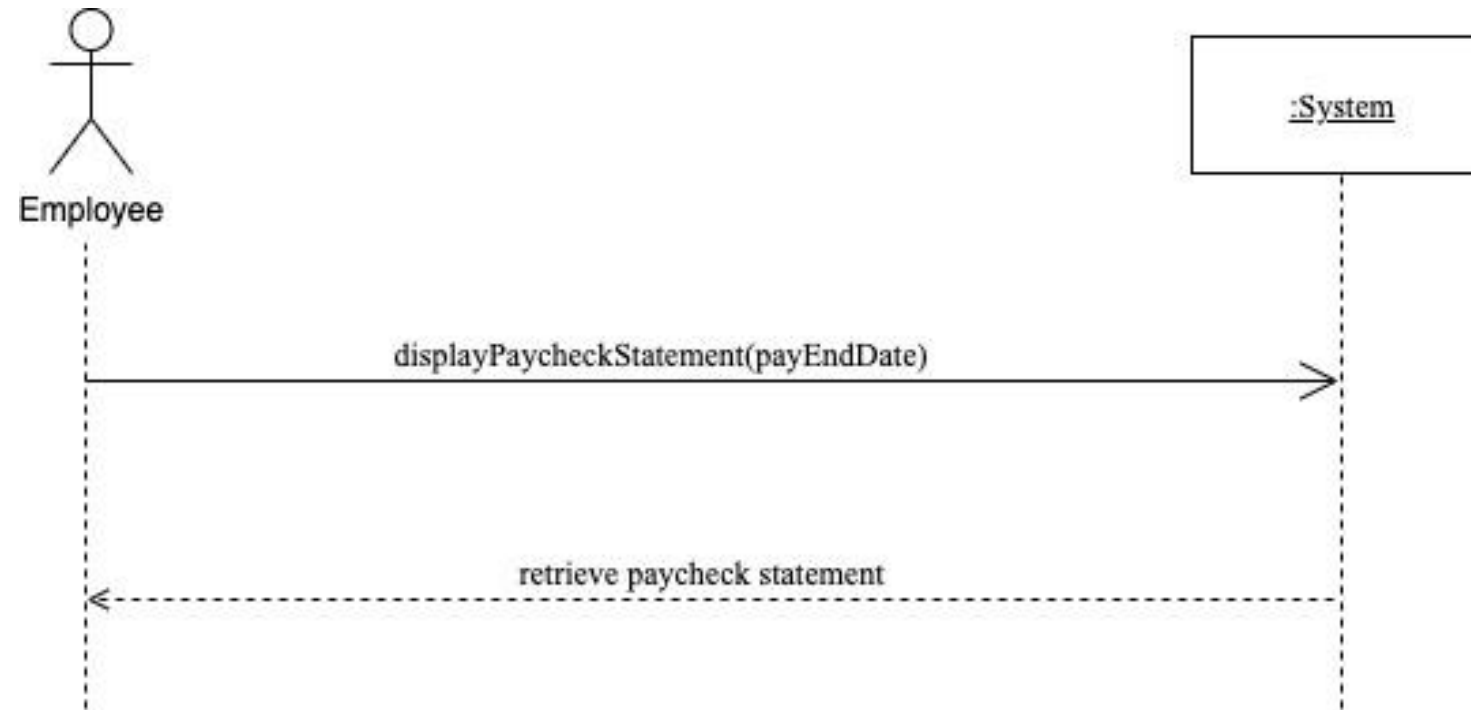 Employee
:System
displayPaycheckStatement(payEndDate)
retrieve paycheck statement